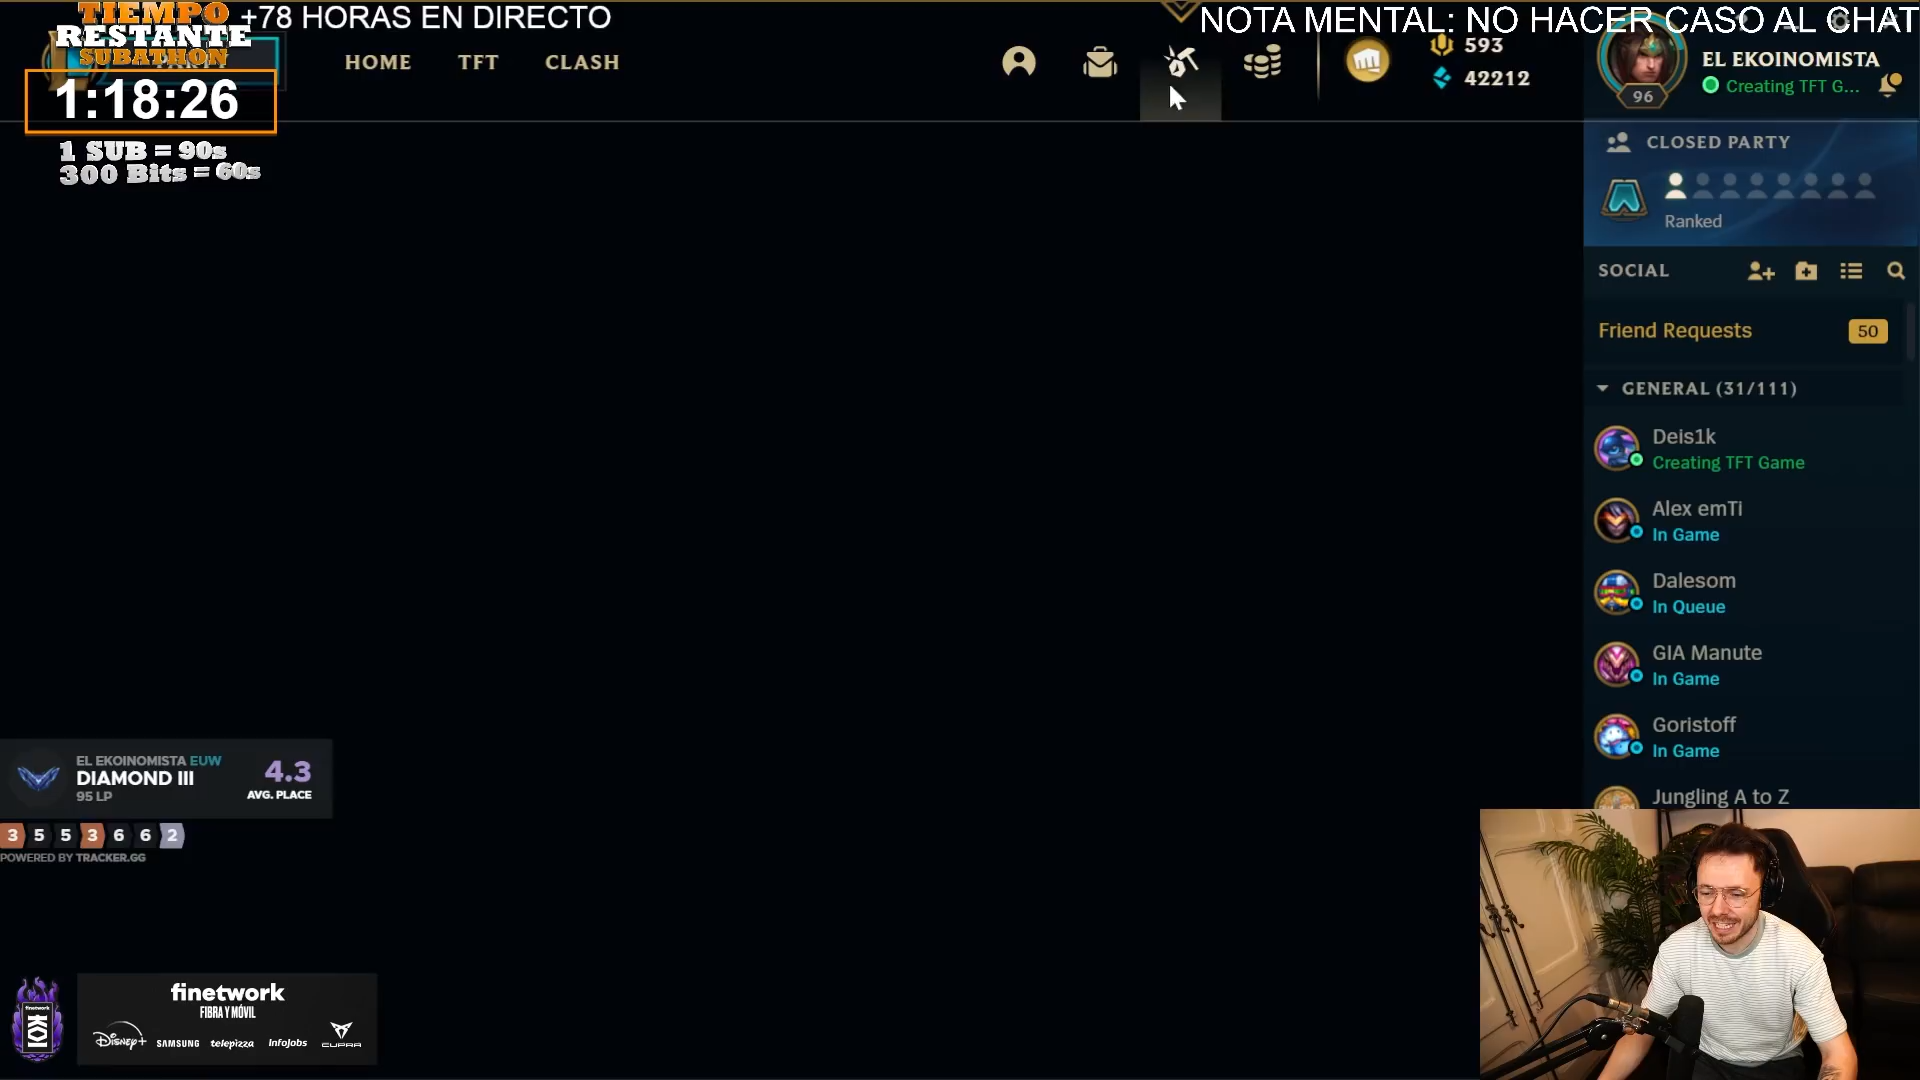 TIEMPO
RESTANTE
SUBATHON
1:18:26
1 SUB = 90s
300 Bits = 60s
+78 HORAS EN DIRECTO
HOME
TFT
CLASH
NOTA MENTAL: NO HACER CASO AL CHAT
593
42212
96
EL EKOINOMISTA
Creating TFT G...
CLOSED PARTY
Ranked
SOCIAL
Friend Requests
50
GENERAL (31/111)
Deis1k
Creating TFT Game
Alex emTi
In Game
Dalesom
In Queue
GIA Manute
In Game
Goristoff
In Game
Jungling A to Z
EL EKOINOMISTA EUW
DIAMOND III
95 LP
4.3
AVG. PLACE
3 5 5 3 6 6 2
POWERED BY TRACKER.GG
finetwork
KOI
finetwork
FIBRA Y MÓVIL
Disney+
SAMSUNG
telepizza
InfoJobs
CUPRA